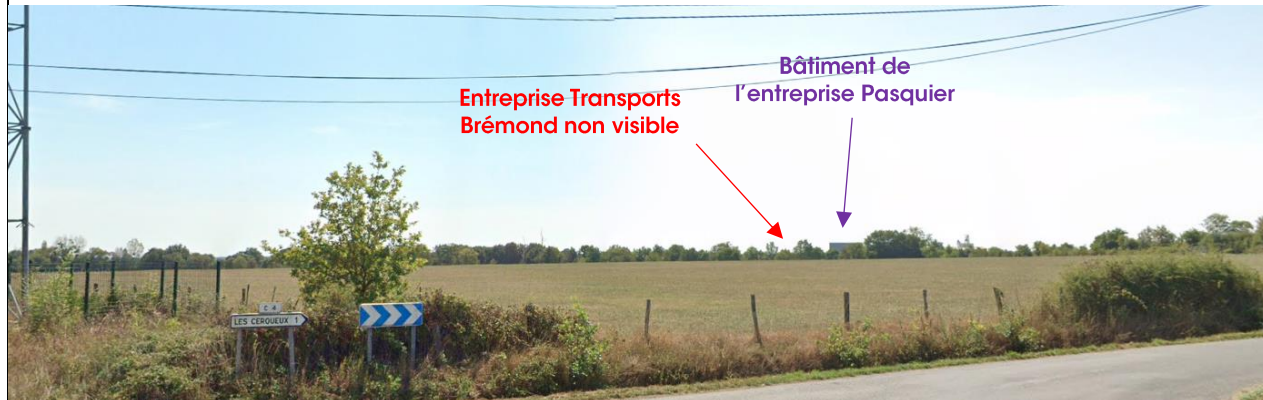 Bâtiment de
l'entreprise Pasquier
Entreprise Transports
Brémond non visible
C 4
LES CERQUEUX 1